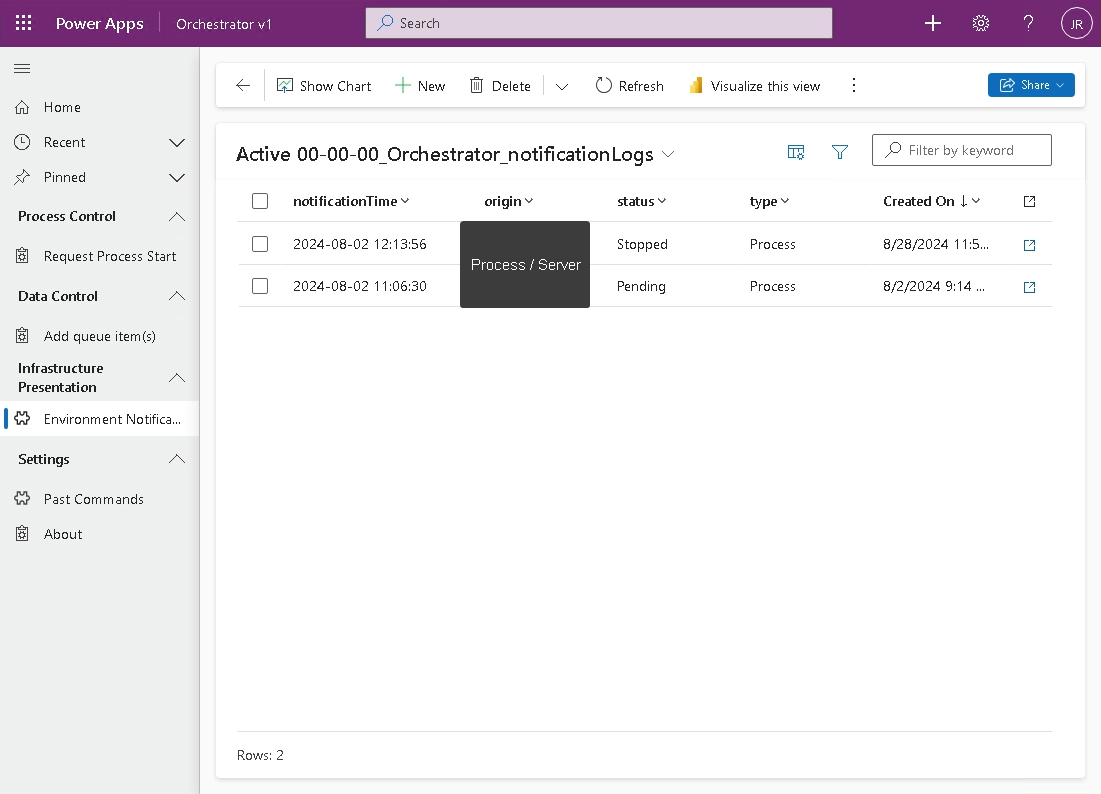 Power Apps Orchestrator v1 Search JR
Show Chart New Delete Refresh Visualize this view Share
Home
Recent
Pinned
Process Control
Request Process Start
Data Control
Add queue item(s)
Infrastructure
Presentation
Environment Notifica...
Settings
Past Commands
About
Active 00-00-00_Orchestrator_notificationLogs Filter by keyword
notificationTime origin status type Created On
2024-08-02 12:13:56 Stopped Process 8/28/2024 11:5...
Process / Server
2024-08-02 11:06:30 Pending Process 8/2/2024 9:14 ...
Rows: 2